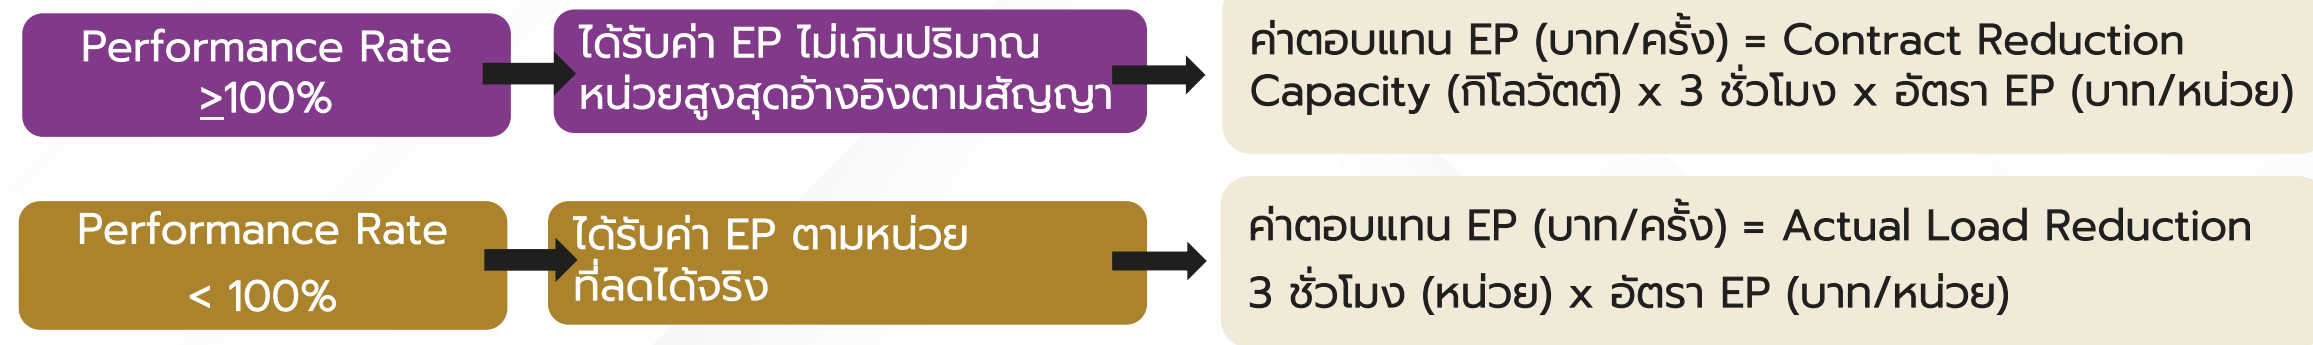 Performance Rate
≥100%
ได้รับค่า EP ไม่เกินปริมาณ
หน่วยสูงสุดอ้างอิงตามสัญญา
ค่าตอบแทน EP (บาท/ครั้ง) = Contract Reduction
Capacity (กิโลวัตต์) x 3 ชั่วโมง x อัตรา EP (บาท/หน่วย)
Performance Rate
< 100%
ได้รับค่า EP ตามหน่วย
ที่ลดได้จริง
ค่าตอบแทน EP (บาท/ครั้ง) = Actual Load Reduction
3 ชั่วโมง (หน่วย) x อัตรา EP (บาท/หน่วย)